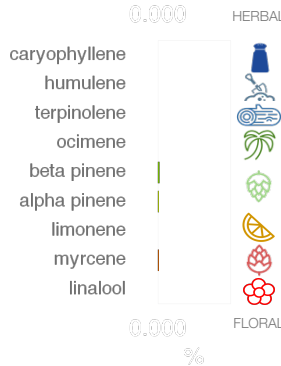 0.000 HERBAL
caryophyllene
humulene
terpinolene
ocimene
beta pinene
alpha pinene
limonene
myrcene
linalool
0.000 FLORAL
%